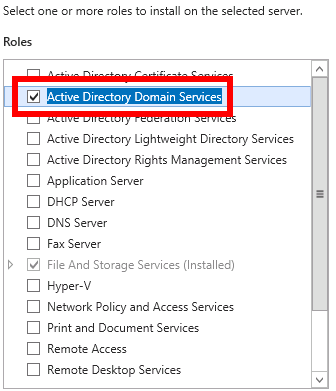 Select one or more roles to install on the selected server.
Roles
Active Directory Certificate Services
Active Directory Domain Services
Active Directory Federation Services
Active Directory Lightweight Directory Services
Active Directory Rights Management Services
Application Server
DHCP Server
DNS Server
Fax Server
File And Storage Services (Installed)
Hyper-V
Network Policy and Access Services
Print and Document Services
Remote Access
Remote Desktop Services